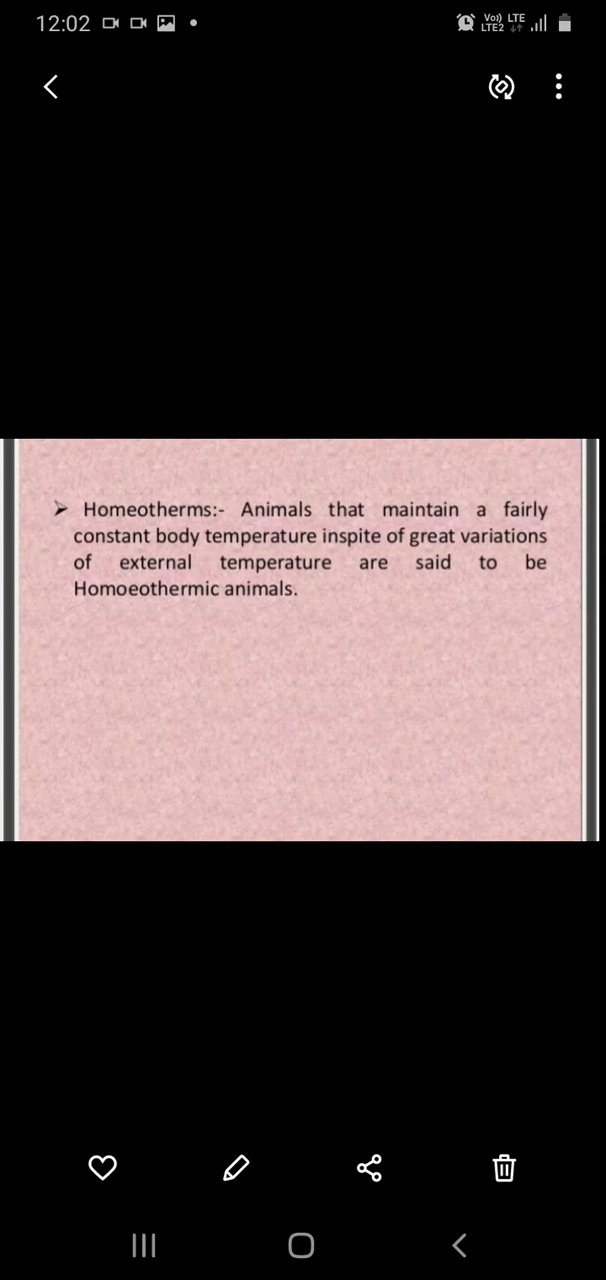 12:02
Vo)) LTE
LTE2
➤ Homeotherms:- Animals that maintain a fairly
constant body temperature inspite of great variations
of external temperature are said to be
Homoeothermic animals.